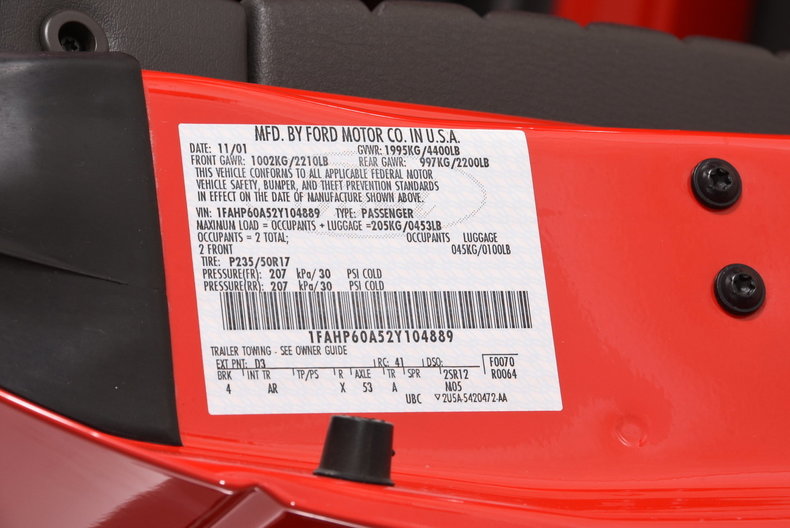 MFD. BY FORD MOTOR CO. IN U.S.A.
DATE: 11/01 GVWR: 1995KG/4400LB
FRONT GAWR: 1002KG/2210LB REAR GAWR: 997KG/2200LB
THIS VEHICLE CONFORMS TO ALL APPLICABLE FEDERAL MOTOR
VEHICLE SAFETY, BUMPER, AND THEFT PREVENTION STANDARDS
IN EFFECT ON THE DATE OF MANUFACTURE SHOWN ABOVE.
VIN: 1FAHP60A52Y104889 TYPE: PASSENGER
MAXIMUM LOAD = OCCUPANTS + LUGGAGE =205KG/0453LB
OCCUPANTS = 2 TOTAL; OCCUPANTS LUGGAGE
2 FRONT 045KG/0100LB
TIRE: P235/50R17
PRESSURE(FR): 207 kPa/30 PSI COLD
PRESSURE(RR): 207 kPa/30 PSI COLD
1FAHP60A52Y104889
TRAILER TOWING - SEE OWNER GUIDE
EXT PNT: D3 RC: 41 DSO: F0070
BRK INT TR TP/PS R AXLE TR SPR 2SR12 R0064
4 AR X 53 A N05
UBC 2U5A-5420472-AA